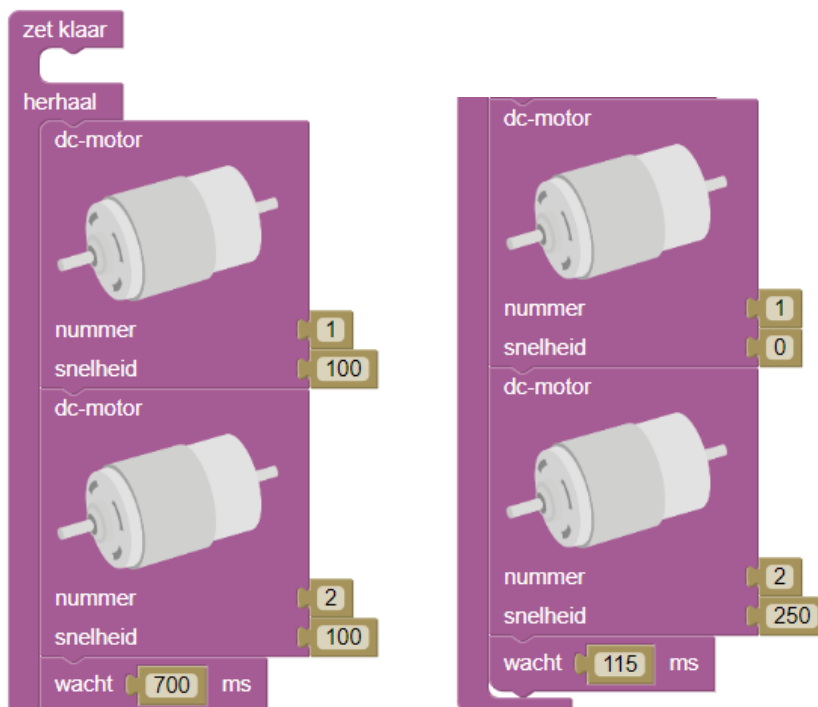 zet klaar
herhaal
dc-motor
nummer 1
snelheid 100
dc-motor
nummer 2
snelheid 100
wacht 700 ms
dc-motor
nummer 1
snelheid 0
dc-motor
nummer 2
snelheid 250
wacht 115 ms